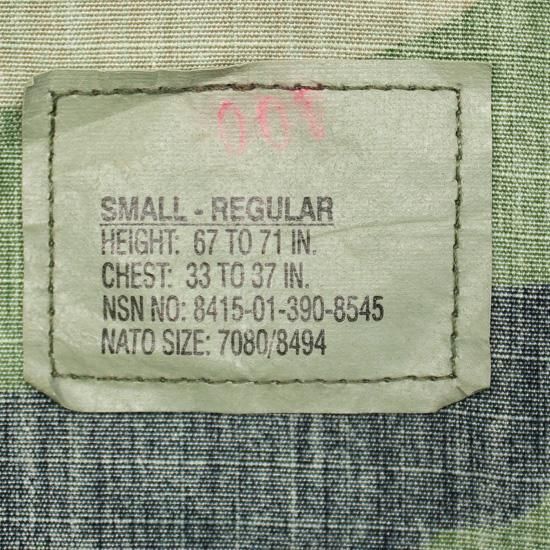 001
SMALL - REGULAR
HEIGHT: 67 TO 71 IN.
CHEST: 33 TO 37 IN.
NSN NO: 8415-01-390-8545
NATO SIZE: 7080/8494